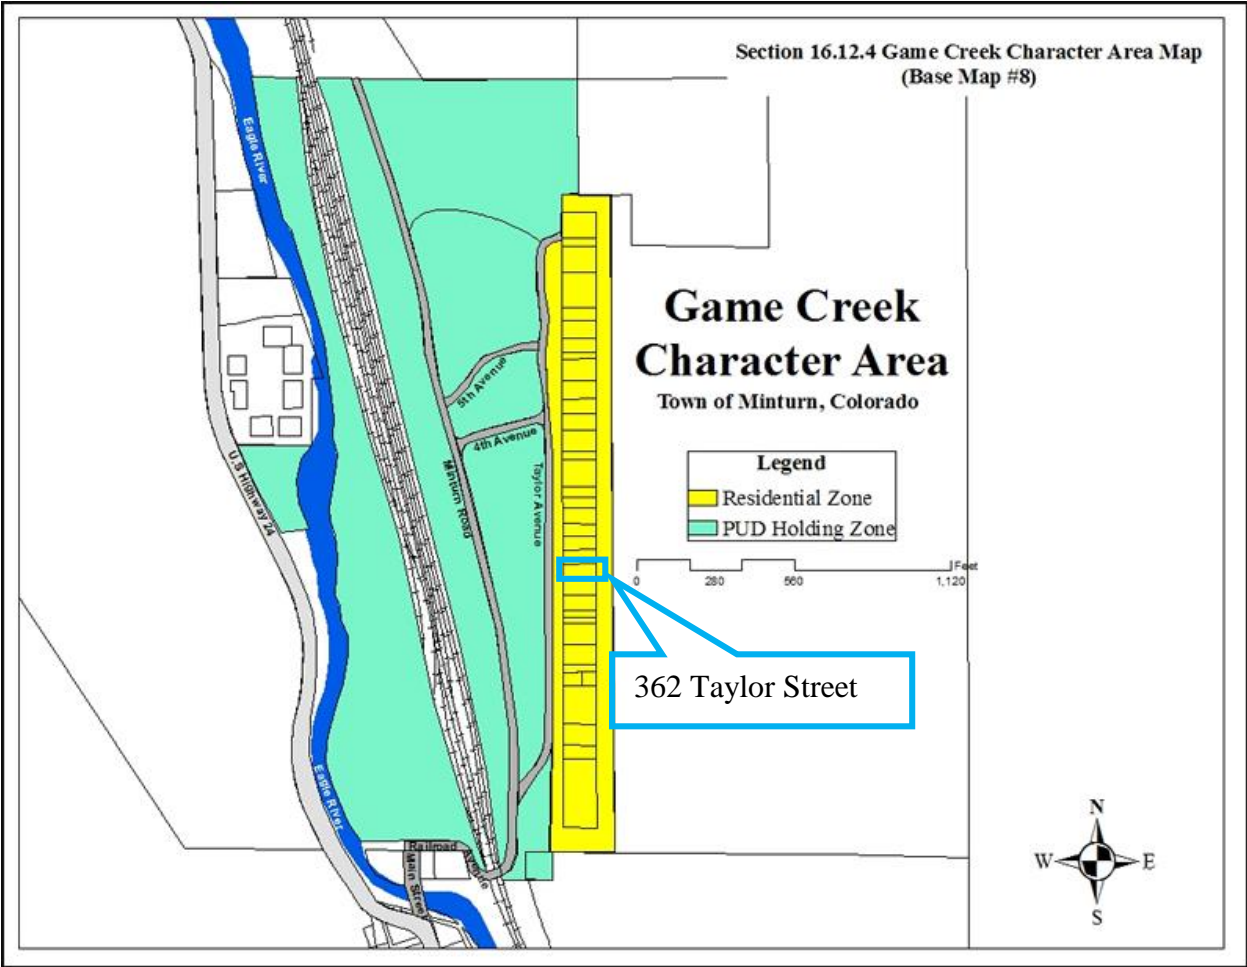 Section 16.12.4 Game Creek Character Area Map
(Base Map #8)
Eagle River
Game Creek
Character Area
Town of Minturn, Colorado
5th Avenue
4th Avenue
U.S Highway 24
Minturn Road
Taylor Avenue
Legend
Residential Zone
PUD Holding Zone
Feet
0 280 560 1,120
362 Taylor Street
Eagle River
Railroad
Avenue
Main Street
N
W E
S